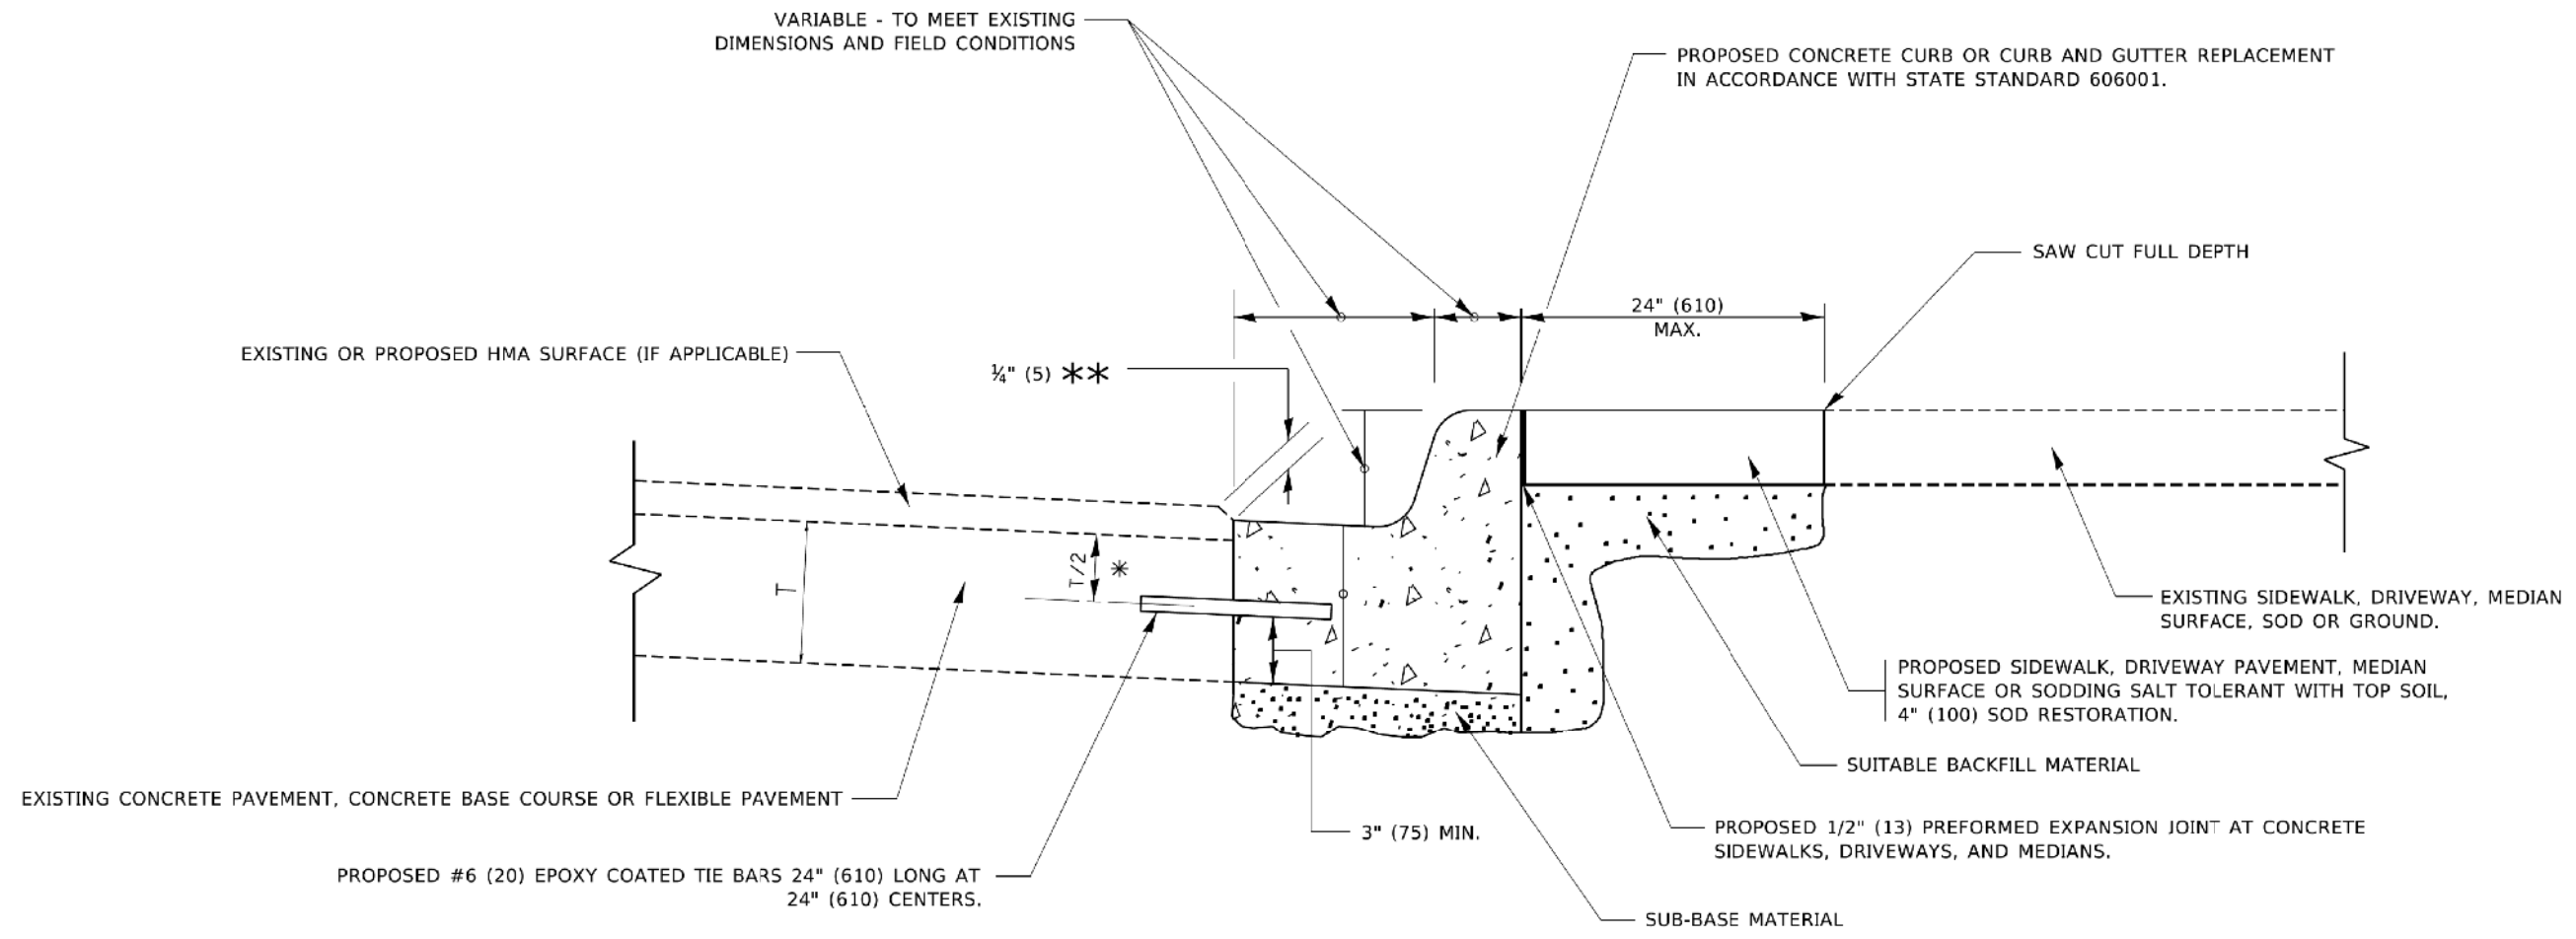 VARIABLE - TO MEET EXISTING
DIMENSIONS AND FIELD CONDITIONS
PROPOSED CONCRETE CURB OR CURB AND GUTTER REPLACEMENT
IN ACCORDANCE WITH STATE STANDARD 606001.
SAW CUT FULL DEPTH
24" (610)
MAX.
EXISTING OR PROPOSED HMA SURFACE (IF APPLICABLE)
¼" (5) **
T/2 *
T
EXISTING SIDEWALK, DRIVEWAY, MEDIAN
SURFACE, SOD OR GROUND.
PROPOSED SIDEWALK, DRIVEWAY PAVEMENT, MEDIAN
SURFACE OR SODDING SALT TOLERANT WITH TOP SOIL,
4" (100) SOD RESTORATION.
SUITABLE BACKFILL MATERIAL
EXISTING CONCRETE PAVEMENT, CONCRETE BASE COURSE OR FLEXIBLE PAVEMENT
3" (75) MIN.
PROPOSED 1/2" (13) PREFORMED EXPANSION JOINT AT CONCRETE
SIDEWALKS, DRIVEWAYS, AND MEDIANS.
PROPOSED #6 (20) EPOXY COATED TIE BARS 24" (610) LONG AT
24" (610) CENTERS.
SUB-BASE MATERIAL